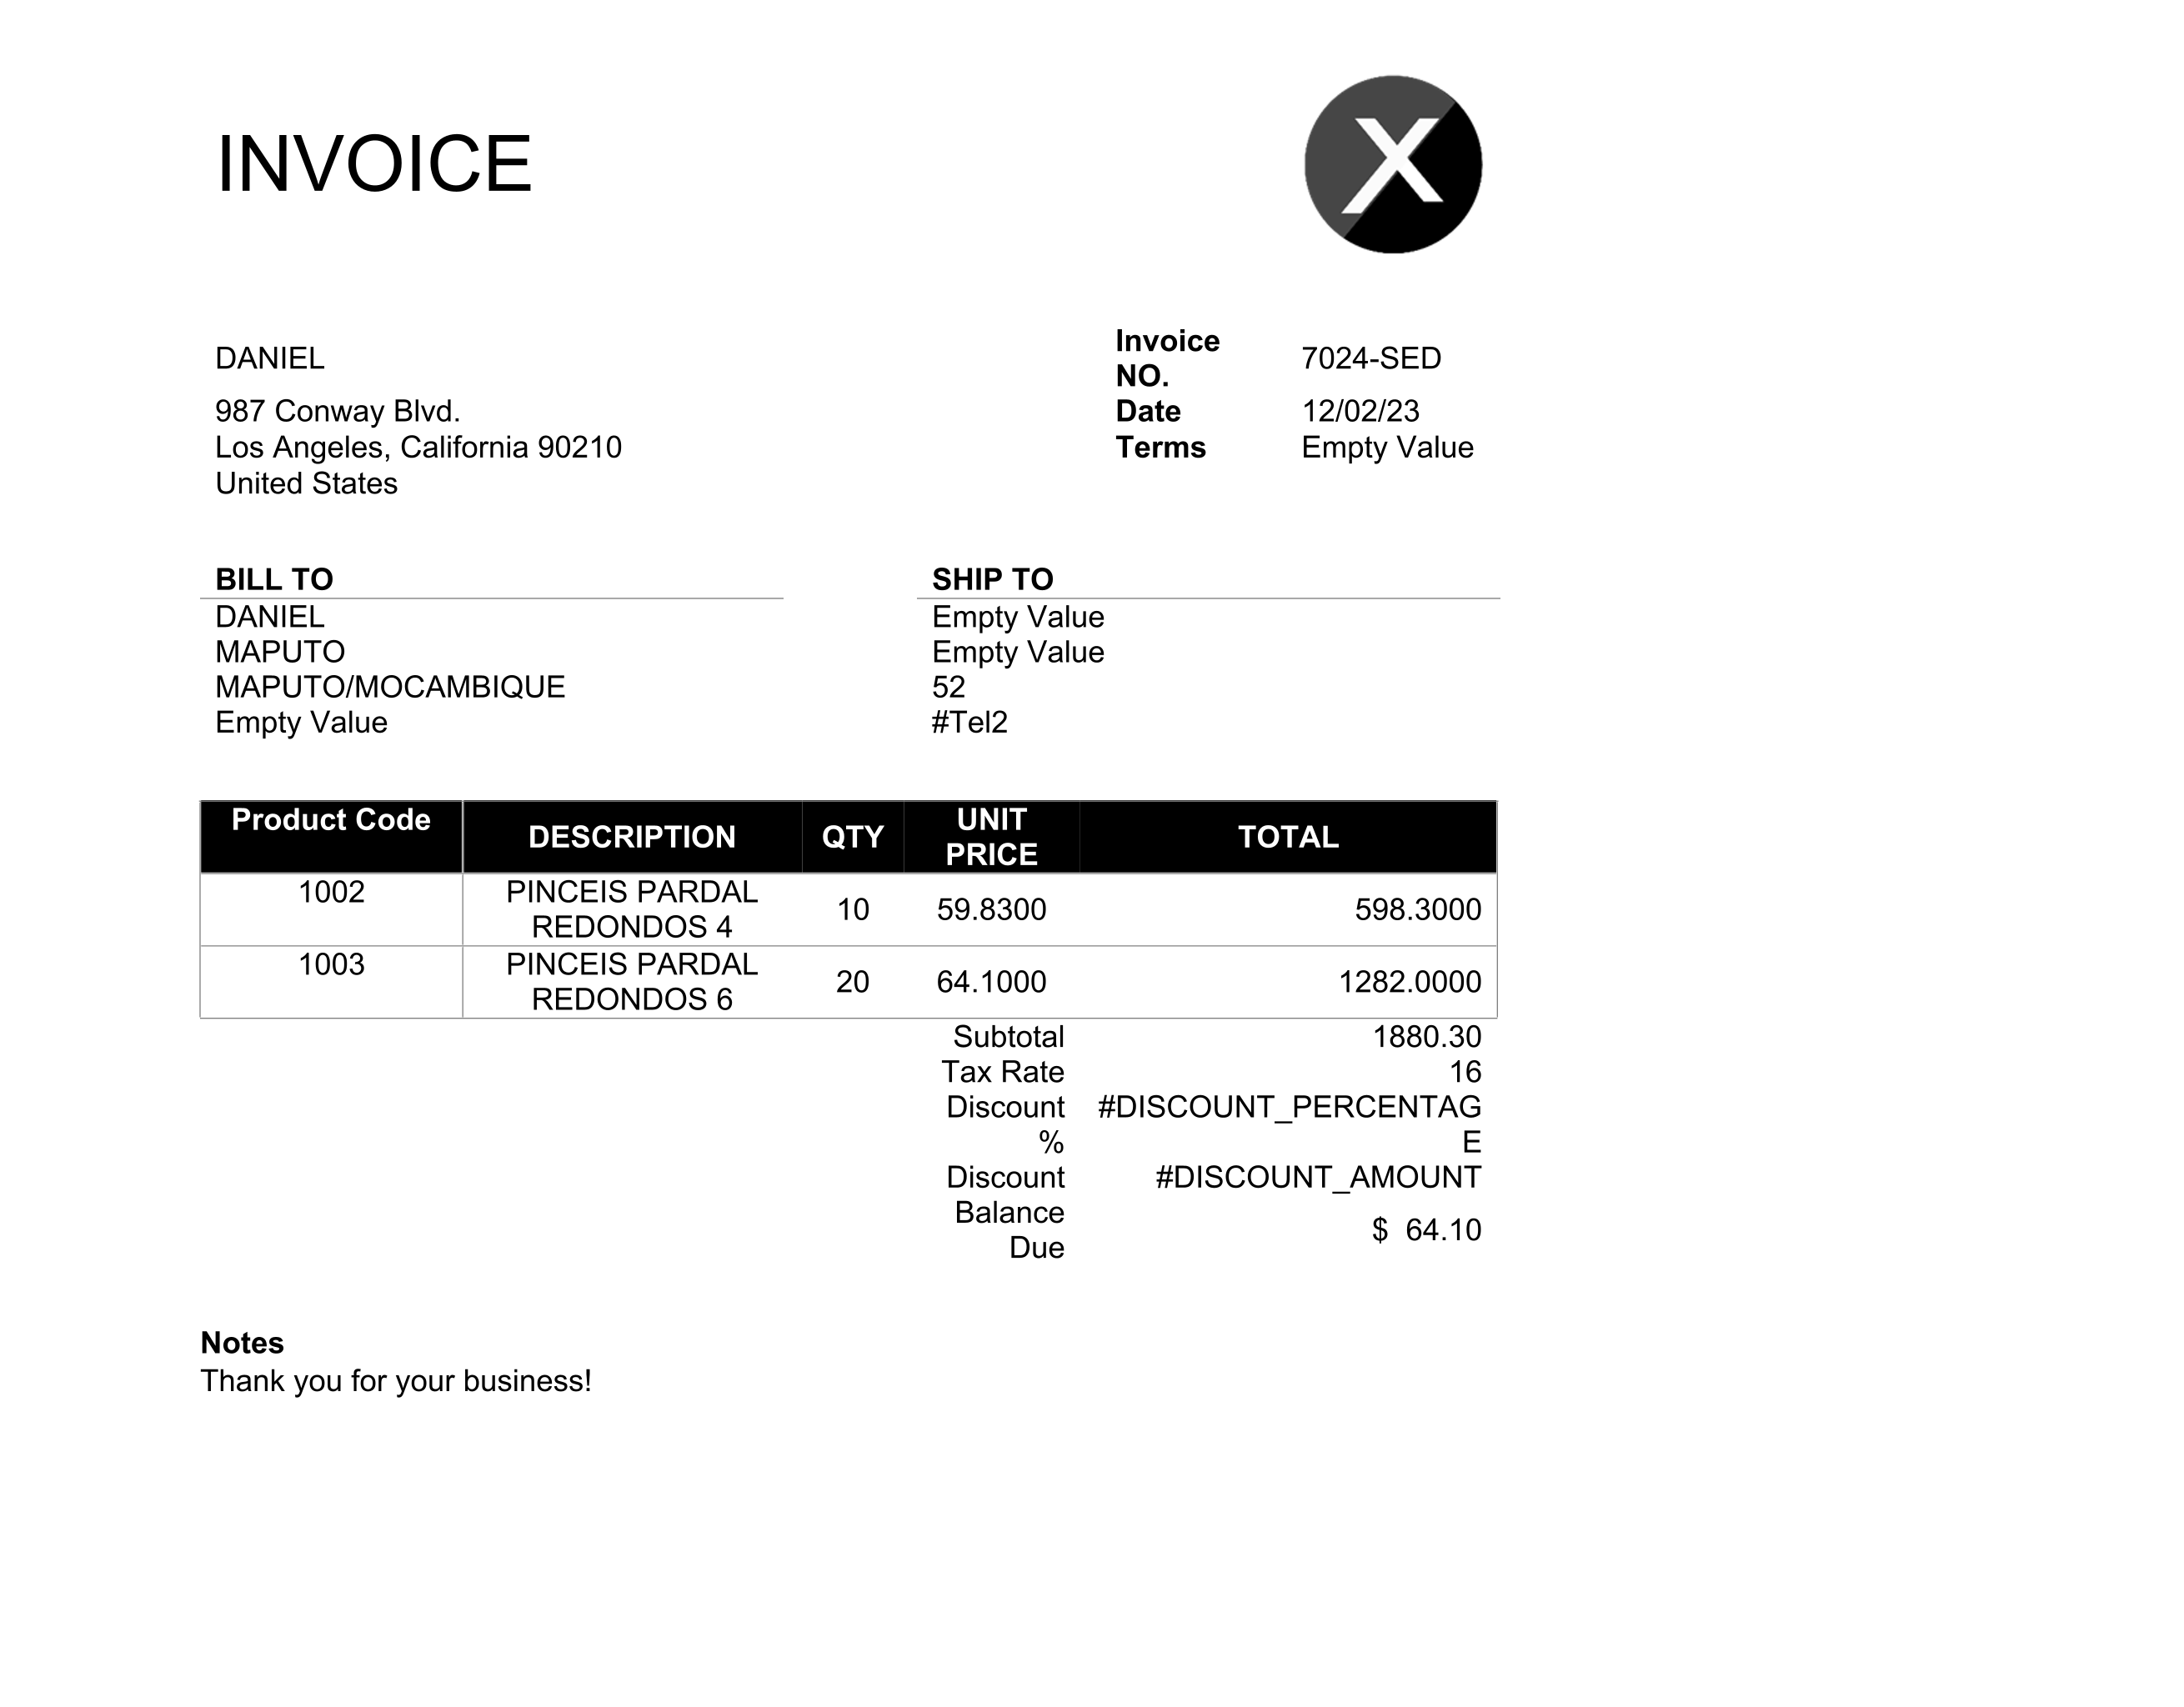 INVOICE
X
DANIEL
Invoice
NO.
7024-SED
987 Conway Blvd.
Date 12/02/23
Los Angeles, California 90210
Terms Empty Value
United States
BILL TO
DANIEL
MAPUTO
MAPUTO/MOCAMBIQUE
Empty Value
SHIP TO
Empty Value
Empty Value
52
#Tel2
Product Code DESCRIPTION QTY UNIT
PRICE TOTAL
1002 PINCEIS PARDAL
REDONDOS 4 10 59.8300 598.3000
1003 PINCEIS PARDAL
REDONDOS 6 20 64.1000 1282.0000
Subtotal 1880.30
Tax Rate 16
Discount #DISCOUNT_PERCENTAG
% E
Discount #DISCOUNT_AMOUNT
Balance
Due $ 64.10
Notes
Thank you for your business!